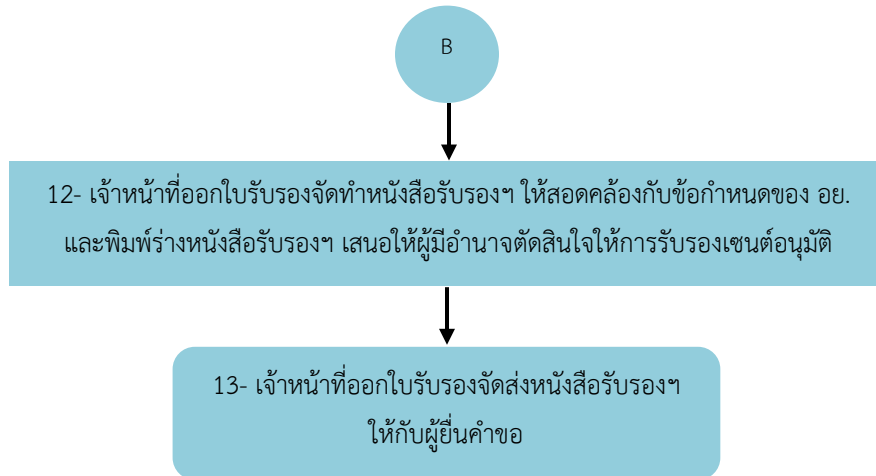 B
12- เจ้าหน้าที่ออกใบรับรองจัดทำหนังสือรับรองฯ ให้สอดคล้องกับข้อกำหนดของ อย.
และพิมพ์ร่างหนังสือรับรองฯ เสนอให้ผู้มีอำนาจตัดสินใจให้การรับรองเซนต์อนุมัติ
13- เจ้าหน้าที่ออกใบรับรองจัดส่งหนังสือรับรองฯ
ให้กับผู้ยื่นคำขอ